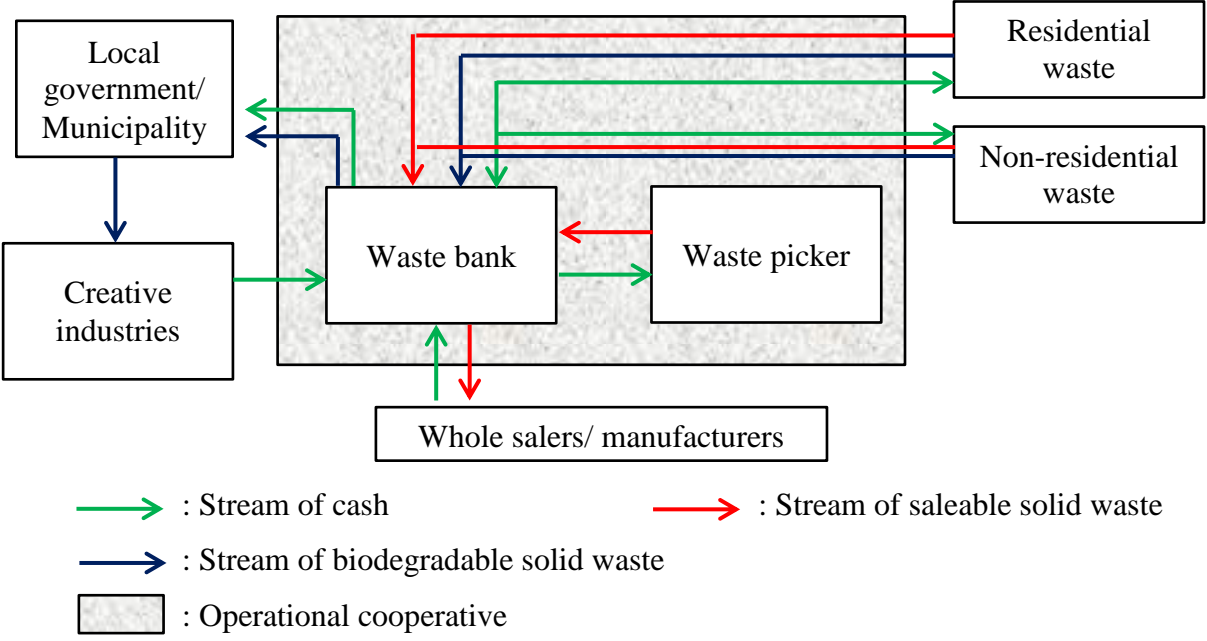 Local
government/
Municipality
Residential
waste
Non-residential
waste
Waste bank
Waste picker
Creative
industries
Whole salers/ manufacturers
: Stream of cash
: Stream of saleable solid waste
: Stream of biodegradable solid waste
: Operational cooperative